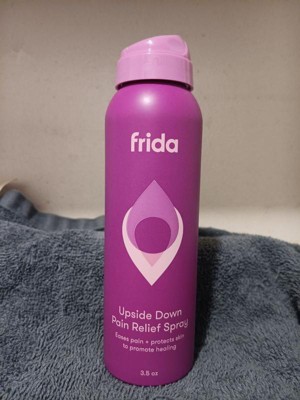 frida
Upside Down
Pain Relief Spray
Eases pain + protects skin
to promote healing
3.5 oz